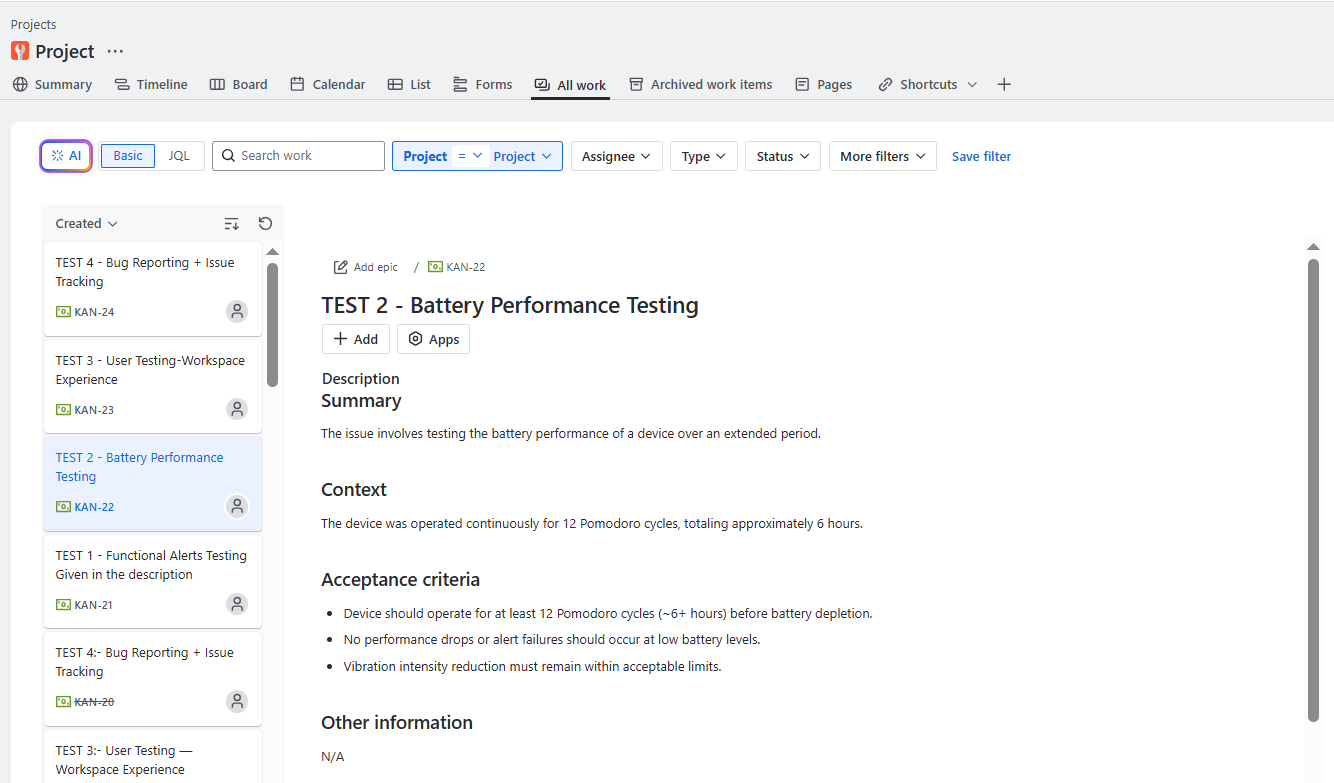 Projects
Project
Summary
Timeline
Board
Calendar
List
Forms
All work
Archived work items
Pages
Shortcuts
AI
Basic
JQL
Search work
Project = Project
Assignee
Type
Status
More filters
Save filter
Created
TEST 4 - Bug Reporting + Issue
Tracking
KAN-24
TEST 3 - User Testing-Workspace
Experience
KAN-23
TEST 2 - Battery Performance
Testing
KAN-22
TEST 1 - Functional Alerts Testing
Given in the description
KAN-21
TEST 4:- Bug Reporting + Issue
Tracking
KAN-20
TEST 3:- User Testing —
Workspace Experience
Add epic / KAN-22
TEST 2 - Battery Performance Testing
Add
Apps
Description
Summary
The issue involves testing the battery performance of a device over an extended period.
Context
The device was operated continuously for 12 Pomodoro cycles, totaling approximately 6 hours.
Acceptance criteria
• Device should operate for at least 12 Pomodoro cycles (~6+ hours) before battery depletion.
• No performance drops or alert failures should occur at low battery levels.
• Vibration intensity reduction must remain within acceptable limits.
Other information
N/A